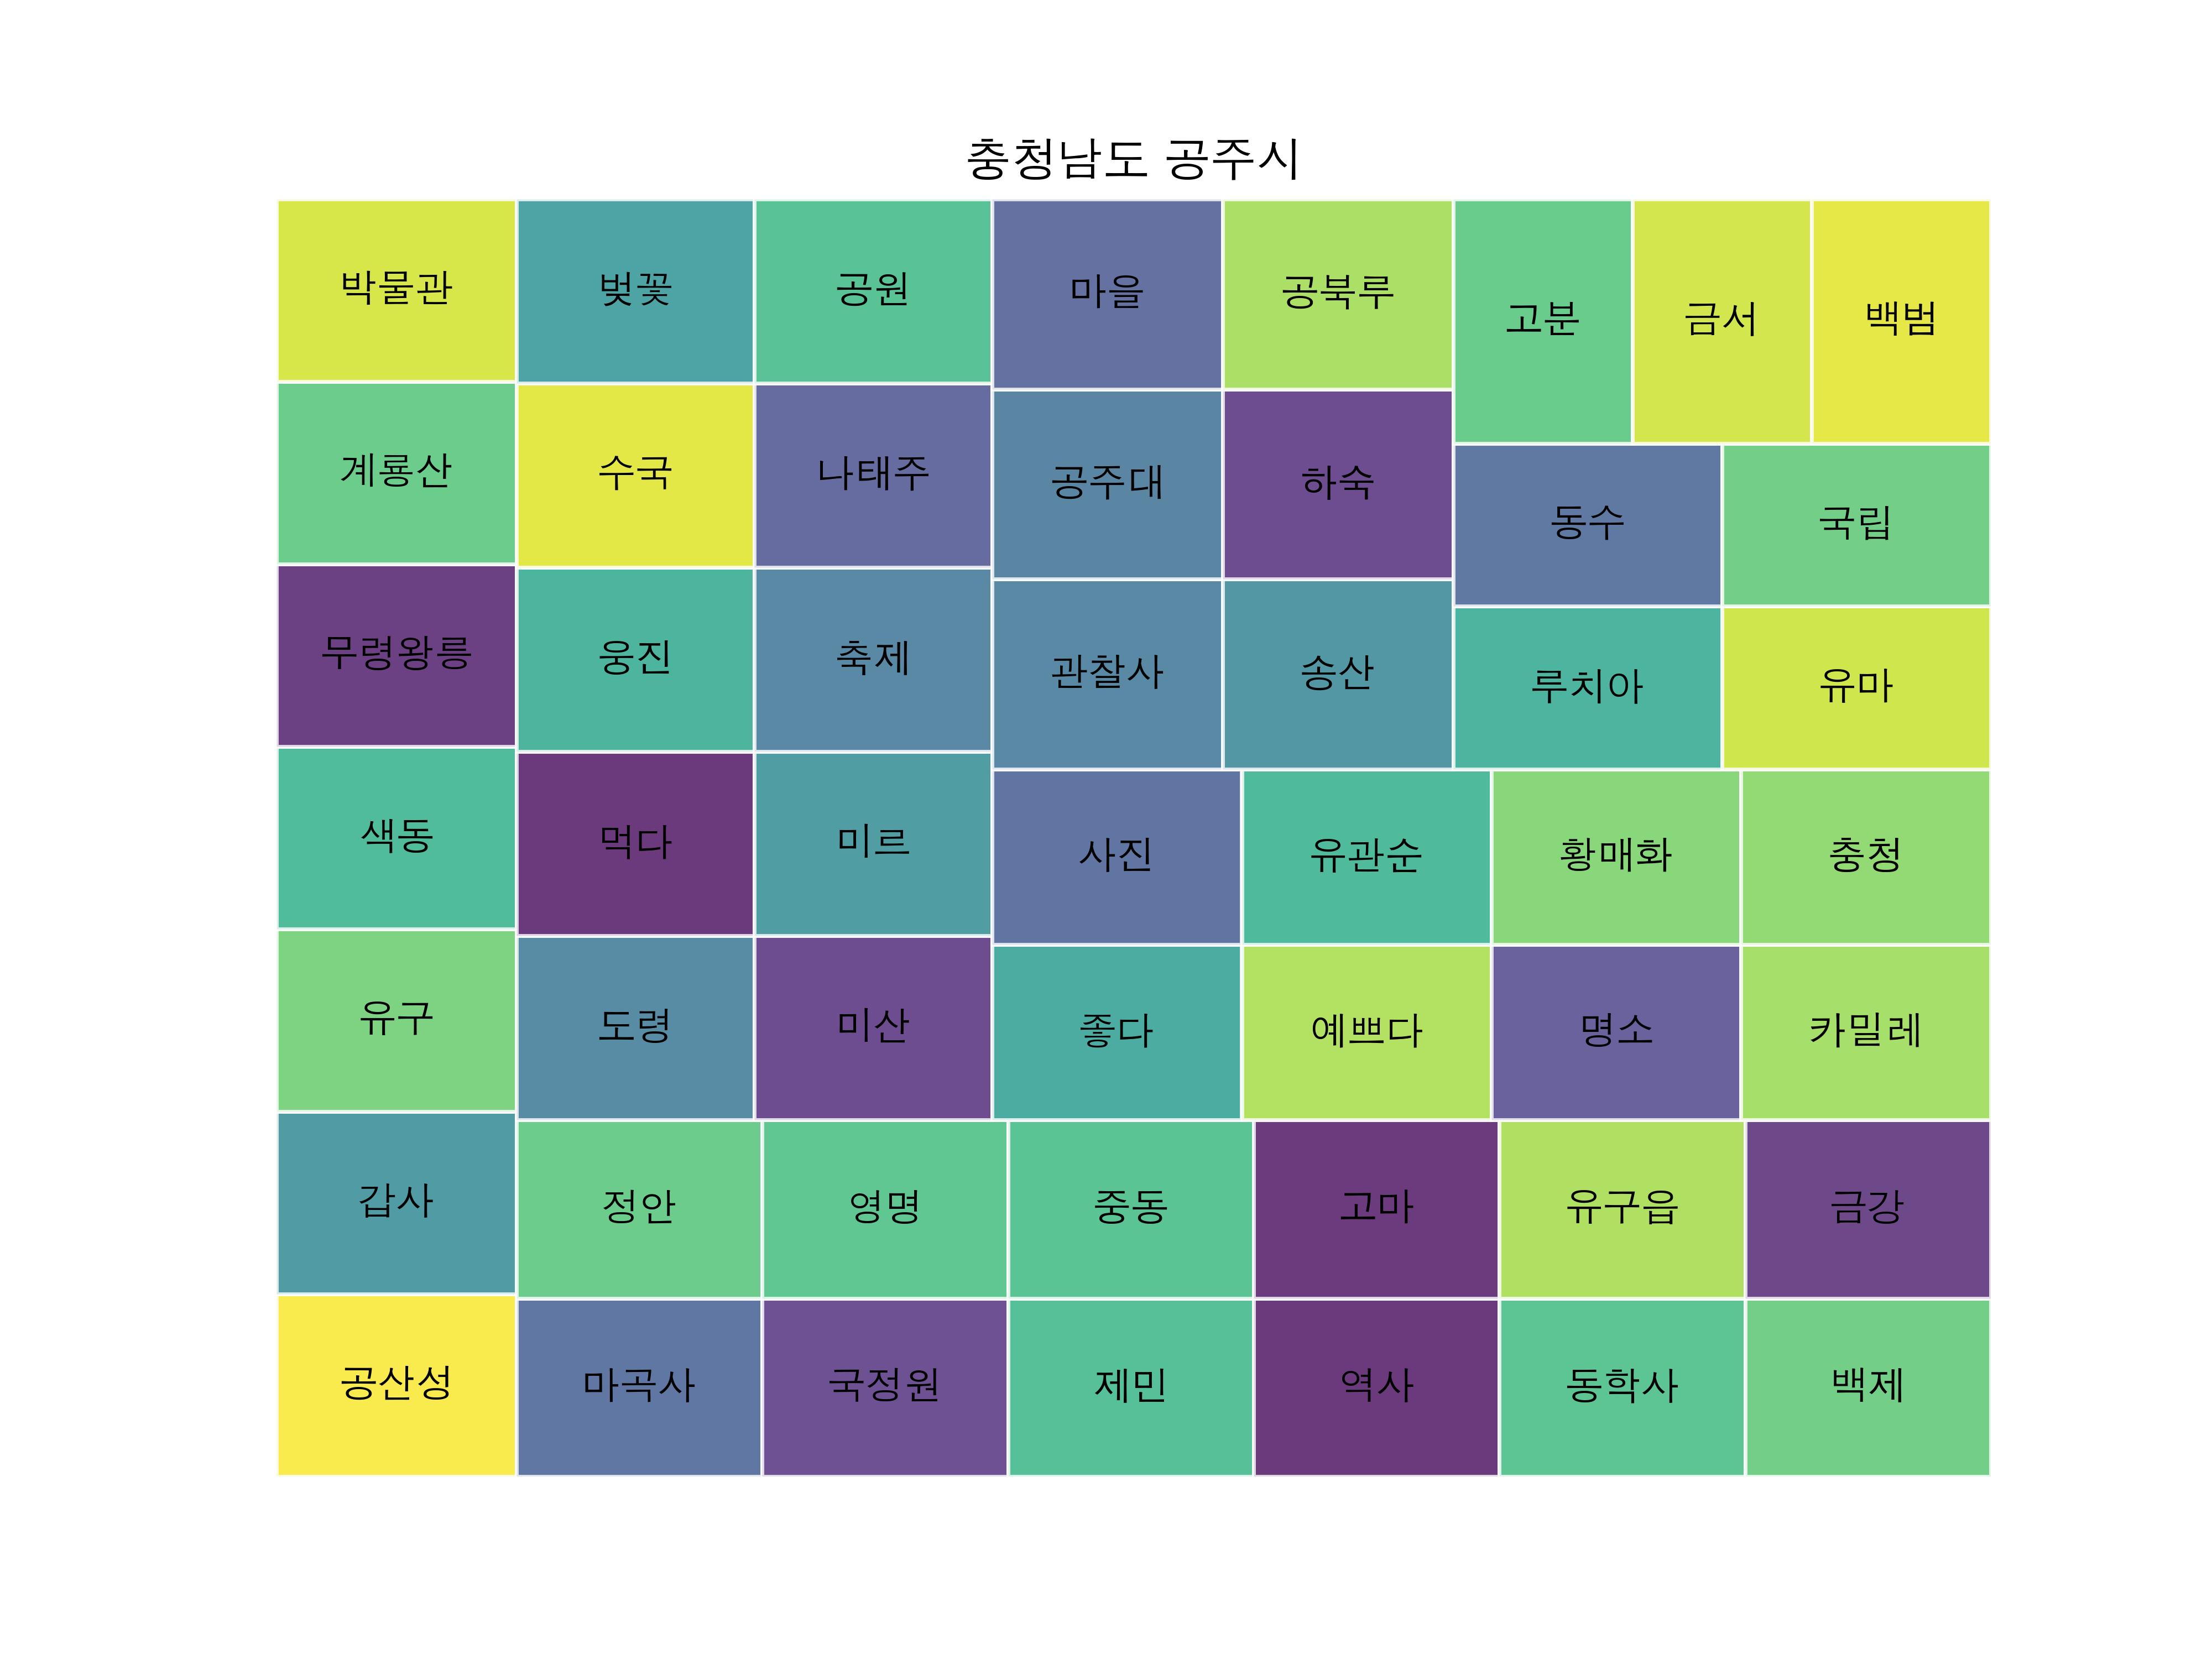 충청남도 공주시
박물관
벚꽃
공원
마을
공북루
고분
금서
백범
계룡산
수국
나태주
공주대
하숙
동수
국립
무령왕릉
웅진
축제
관찰사
송산
루치아
유마
색동
먹다
미르
사진
유관순
황매화
충청
유구
도령
미산
좋다
예쁘다
명소
카밀레
갑사
정안
영명
중동
고마
유구읍
금강
공산성
마곡사
국정원
제민
역사
동학사
백제